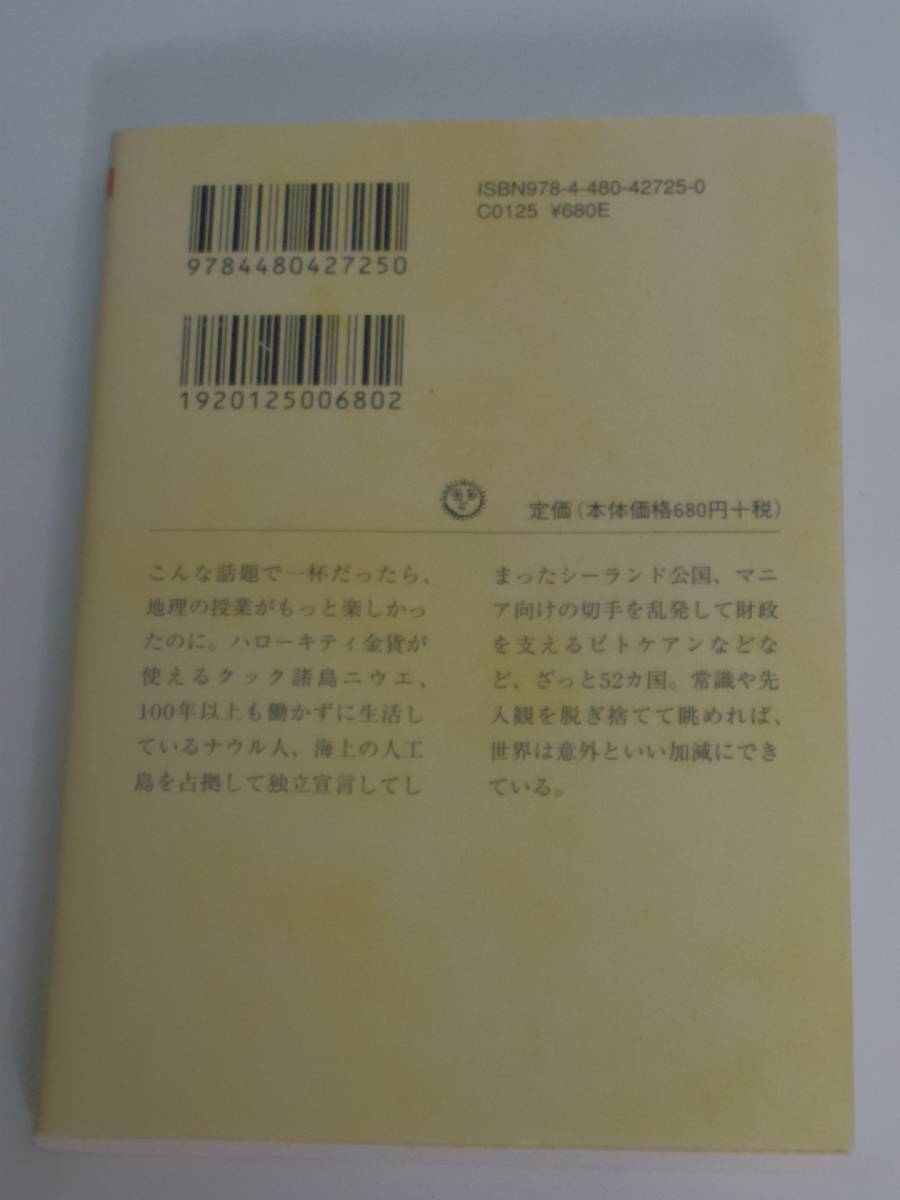 ISBN978-4-480-42725-0
C0125 ¥680E
9784480427250
1920125006802
定価(本体価格680円+税)
こんな話題で一杯だったら、
地理の授業がもっと楽しかっ
たのに。ハローキティ金貨が
使えるクック諸島ニウエ、
100年以上も働かずに生活し
ているナウル人、海上の人工
島を占拠して独立宣言してし
まったシーランド公国、マニ
ア向けの切手を乱発して財政
を支えるピトケアンなどな
ど、ざっと52カ国。常識や先
入観を脱ぎ捨てて眺めれば、
世界は意外といい加減にでき
ている。